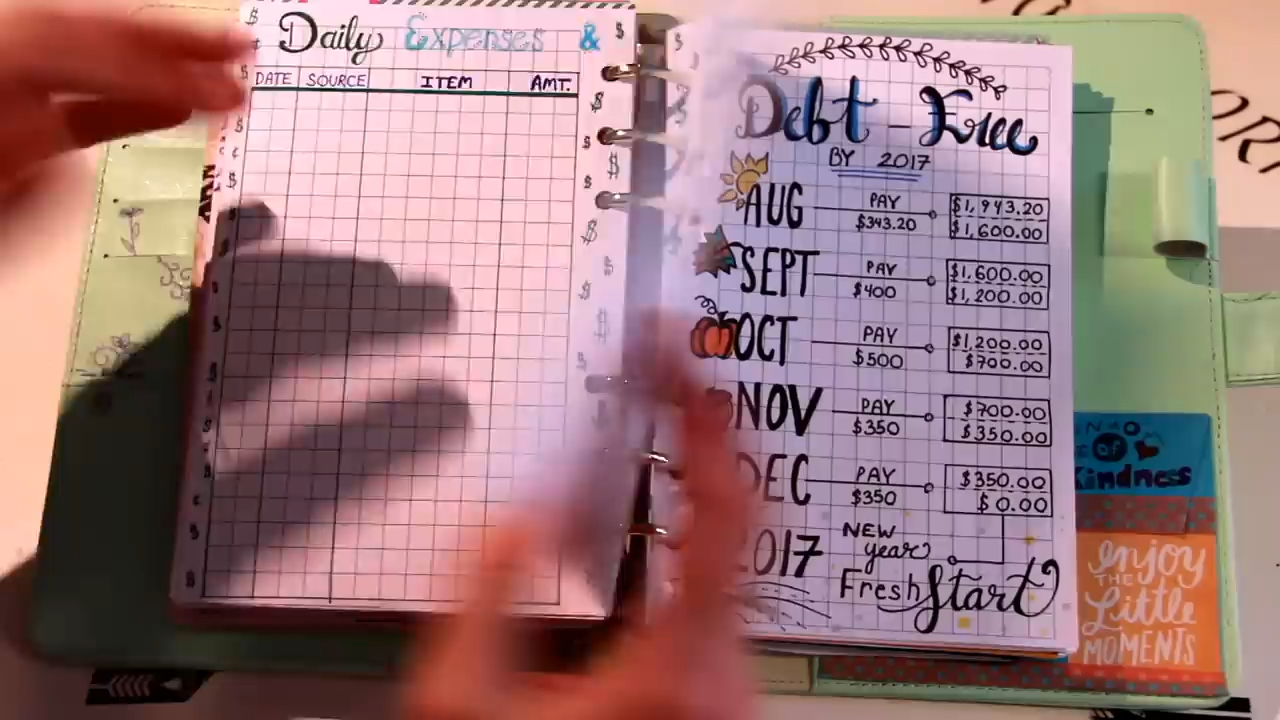 Daily Expenses &
DATE SOURCE ITEM AMT.
Debt-Free
BY 2017
AUG PAY $343.20 $1,943.20 $1,600.00
SEPT PAY $400 $1,600.00 $1,200.00
OCT PAY $500 $1,200.00 $700.00
NOV PAY $350 $700.00 $350.00
DEC PAY $350 $350.00 $0.00
2017 NEW year
Fresh Start
of
Kindness
enjoy
THE
Little
MOMENTS